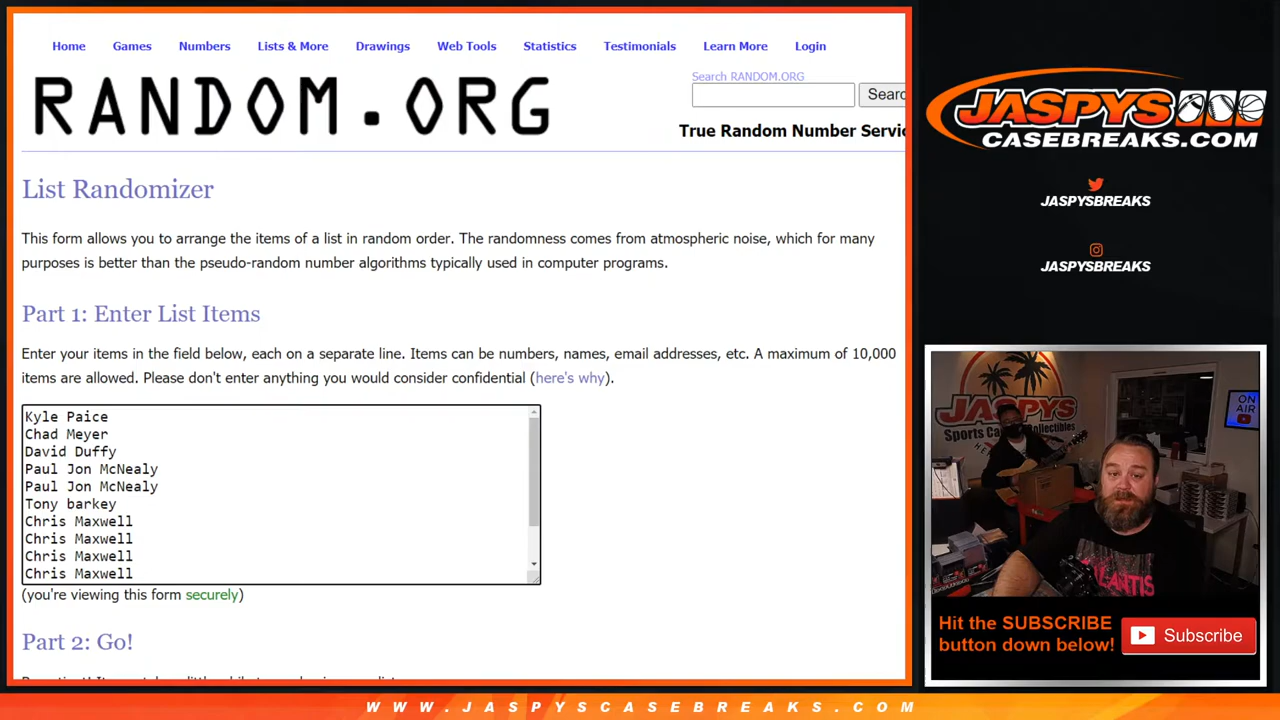 Home Games Numbers Lists & More Drawings Web Tools Statistics Testimonials Learn More Login
RANDOM.ORG
Search RANDOM.ORG
Searc
True Random Number Servic
List Randomizer
This form allows you to arrange the items of a list in random order. The randomness comes from atmospheric noise, which for many
purposes is better than the pseudo-random number algorithms typically used in computer programs.
Part 1: Enter List Items
Enter your items in the field below, each on a separate line. Items can be numbers, names, email addresses, etc. A maximum of 10,000
items are allowed. Please don't enter anything you would consider confidential (here's why).
Kyle Paice
Chad Meyer
David Duffy
Paul Jon McNealy
Paul Jon McNealy
Tony barkey
Chris Maxwell
Chris Maxwell
Chris Maxwell
Chris Maxwell
(you're viewing this form securely)
Part 2: Go!
JASPYS
CASEBREAKS.COM
JASPYSBREAKS
JASPYSBREAKS
JASPYS
Sports Ca
ollectibles
ON
AIR
Hit the SUBSCRIBE
button down below!
Subscribe
WWW.JASPYSCASEBREAKS.COM